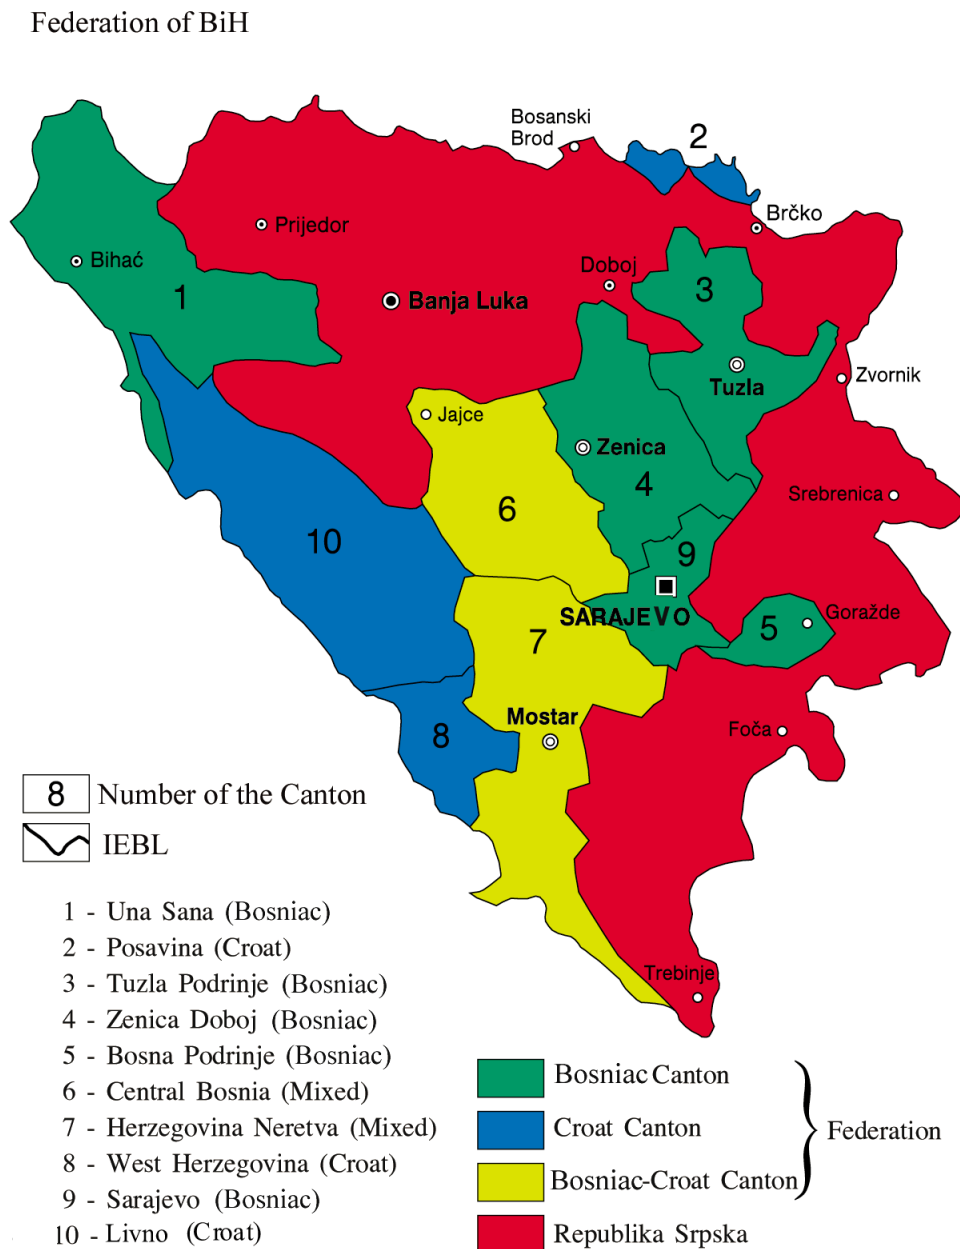 Federation of BiH
Bosanski
Brod
2
Brčko
Prijedor
Bihać
Doboj
1
3
Banja Luka
Zvornik
Tuzla
Jajce
Zenica
4
Srebrenica
6
10
9
SARAJEVO
Goražde
5
7
Mostar
8
Foča
8 Number of the Canton
IEBL
1 - Una Sana (Bosniac)
2 - Posavina (Croat)
3 - Tuzla Podrinje (Bosniac)
4 - Zenica Doboj (Bosniac)
5 - Bosna Podrinje (Bosniac)
6 - Central Bosnia (Mixed)
7 - Herzegovina Neretva (Mixed)
8 - West Herzegovina (Croat)
9 - Sarajevo (Bosniac)
10 - Livno (Croat)
Trebinje
Bosniac Canton
Croat Canton
Bosniac-Croat Canton
Federation
Republika Srpska